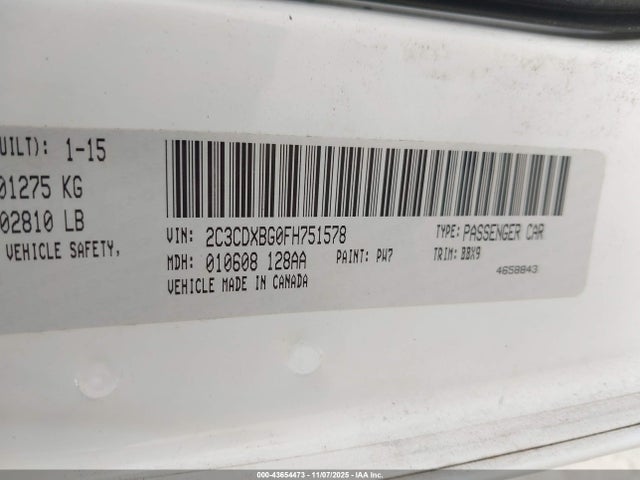 UILT): 1-15
01275 KG
02810 LB
VEHICLE SAFETY,
VIN: 2C3CDXBG0FH751578
TYPE: PASSENGER CAR
MDH: 010608 128AA
PAINT: PW7
TRIM: BBX9
VEHICLE MADE IN CANADA
4658843
000-43654473 - 11/07/2025 - IAA Inc.